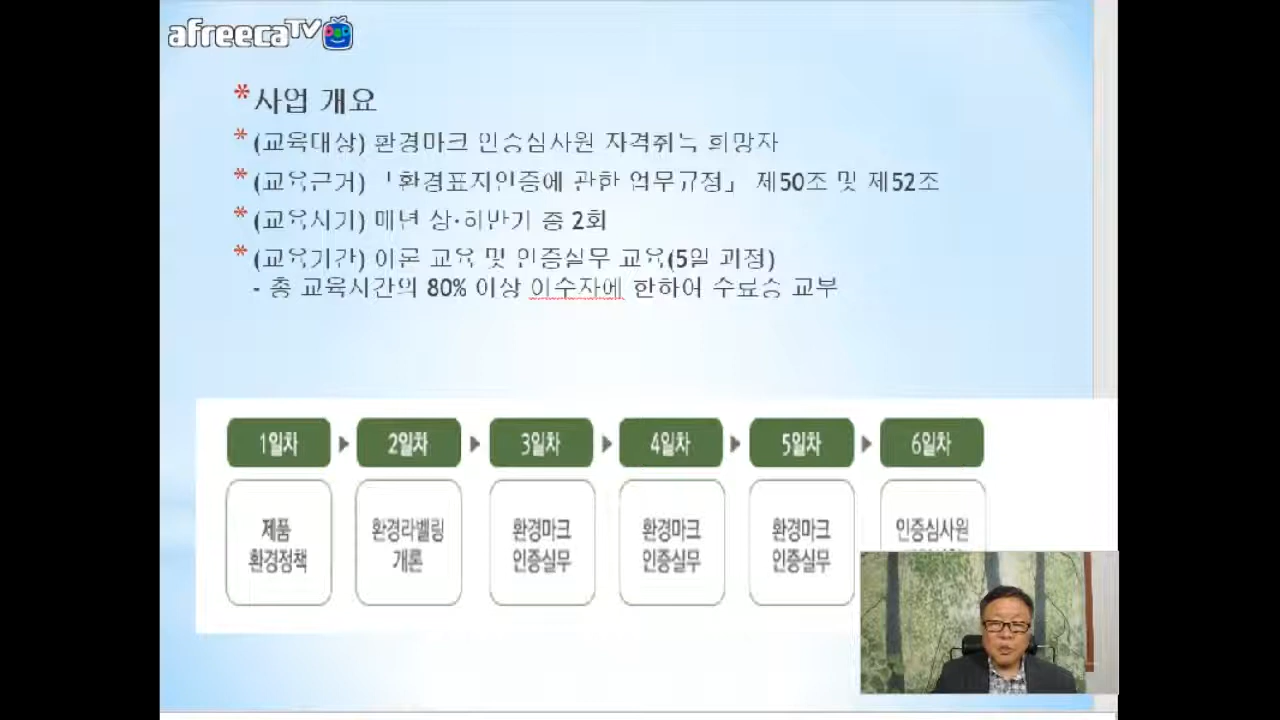 afreecaTV
*사업 개요
*(교육대상) 환경마크 인증심사원 자격취득 희망자
*(교육근거) 「환경표지인증에 관한 업무규정」 제50조 및 제52조
*(교육시기) 매년 상·하반기 총 2회
*(교육기간) 이론 교육 및 인증실무 교육(5일 과정)
- 총 교육시간의 80% 이상 이수자에 한하여 수료증 교부
1일차 2일차 3일차 4일차 5일차 6일차
제품 환경라벨링 환경마크 환경마크 환경마크 인증심사원
환경정책 개론 인증실무 인증실무 인증실무